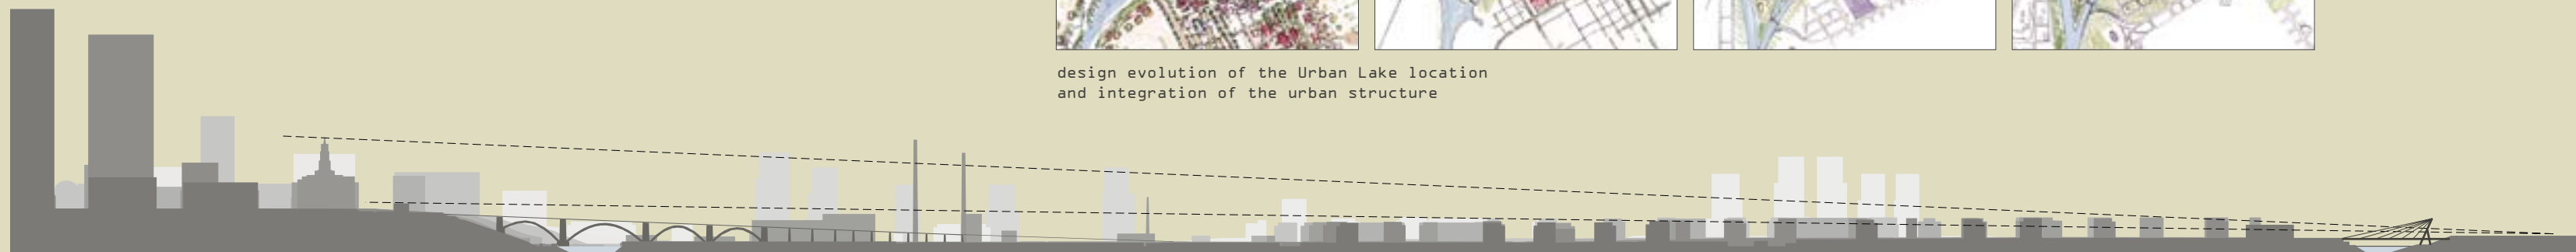 design evolution of the Urban Lake location
and integration of the urban structure